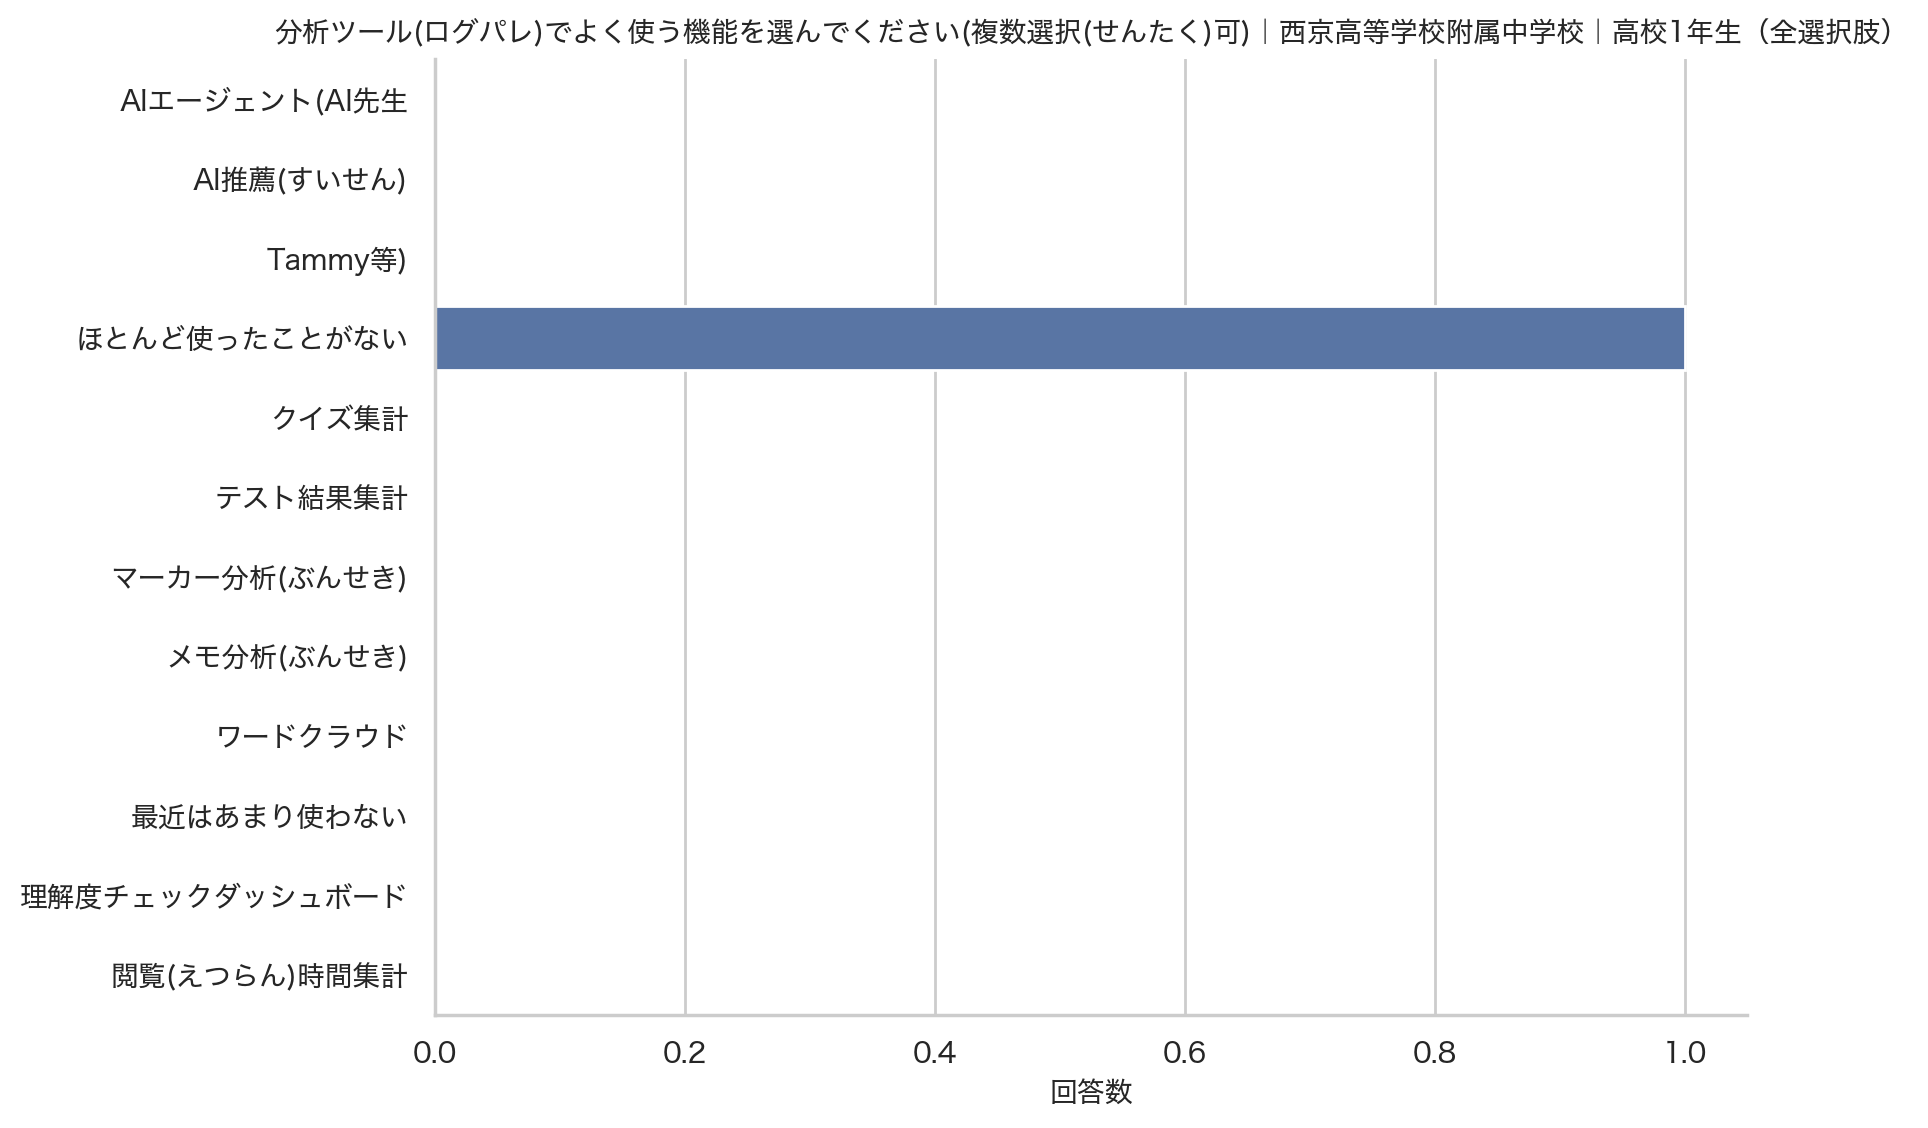 分析ツール(ログパレ)でよく使う機能を選んでください(複数選択(せんたく)可)｜西京高等学校附属中学校｜高校1年生（全選択肢）
AIエージェント(AI先生
AI推薦(すいせん)
Tammy等)
ほとんど使ったことがない
クイズ集計
テスト結果集計
マーカー分析(ぶんせき)
メモ分析(ぶんせき)
ワードクラウド
最近はあまり使わない
理解度チェックダッシュボード
閲覧(えつらん)時間集計
0.0 0.2 0.4 0.6 0.8 1.0
回答数